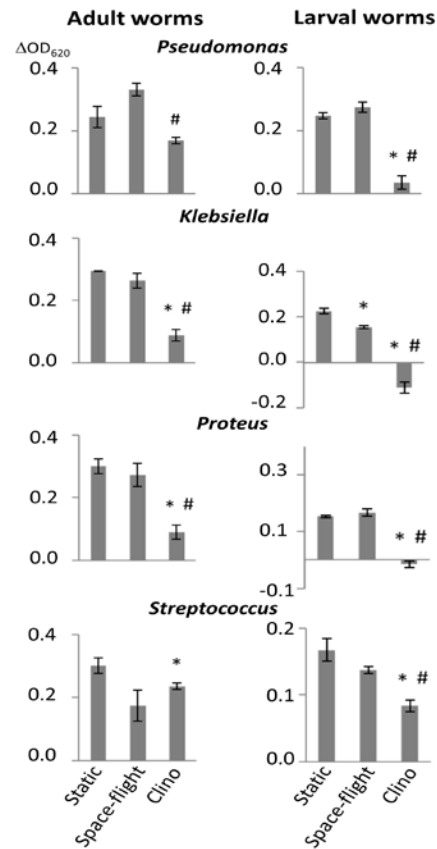 Adult worms Larval worms
ΔOD620 Pseudomonas
0.4 0.4
# 
0.2 0.2
* #
0.0 0.0
Klebsiella
0.4 0.4
0.2 * # 0.2 * * #
0.0 0.0
-0.2
Proteus
0.4 0.3
0.2 * # 0.1 * #
0.0 -0.1
Streptococcus
0.4 0.2
*
0.2 0.1 * #
0.0 0.0
Static Space-flight Clino Static Space-flight Clino